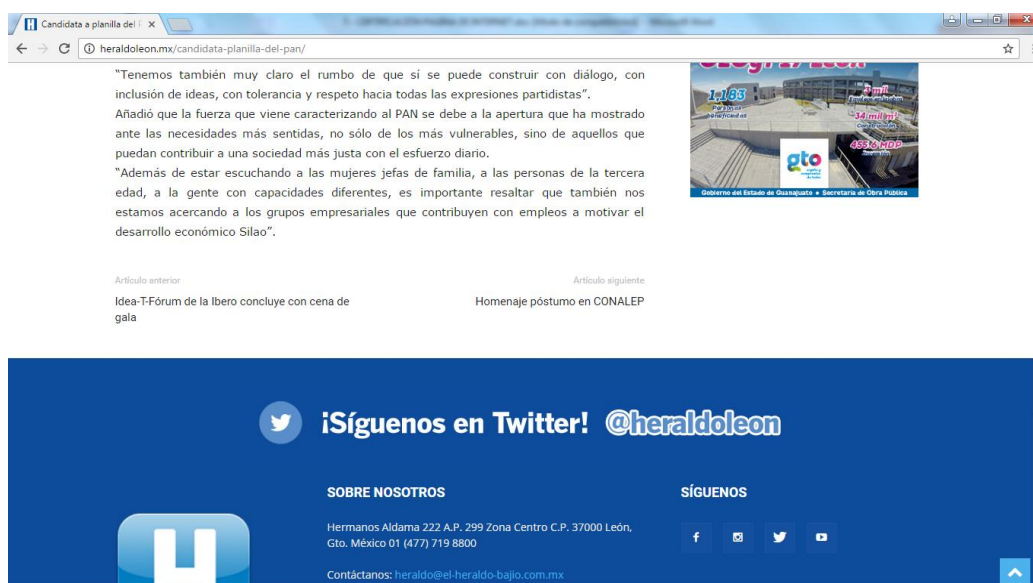 Candidata a planilla del
heraldoleon.mx/candidata-planilla-del-pan/
“Tenemos también muy claro el rumbo de que sí se puede construir con diálogo, con
inclusión de ideas, con tolerancia y respeto hacia todas las expresiones partidistas”.
Añadió que la fuerza que viene caracterizando al PAN se debe a la apertura que ha mostrado
ante las necesidades más sentidas, no sólo de los más vulnerables, sino de aquellos que
puedan contribuir a una sociedad más justa con el esfuerzo diario.
“Además de estar escuchando a las mujeres jefas de familia, a las personas de la tercera
edad, a la gente con capacidades diferentes, es importante resaltar que también nos
estamos acercando a los grupos empresariales que contribuyen con empleos a motivar el
desarrollo económico Silao”.
1,183
Personas
beneficiadas
3 mil
34 mil m²
Construcción
455.6 MDP
gto
Gobierno del Estado de Guanajuato • Secretaría de Obra Pública
Artículo anterior
Idea-T-Fórum de la Ibero concluye con cena de
gala
Artículo siguiente
Homenaje póstumo en CONALEP
¡Síguenos en Twitter! @heraldoleon
SOBRE NOSOTROS
Hermanos Aldama 222 A.P. 299 Zona Centro C.P. 37000 León,
Gto. México 01 (477) 719 8800
Contáctanos: heraldo@el-heraldo-bajio.com.mx
SÍGUENOS